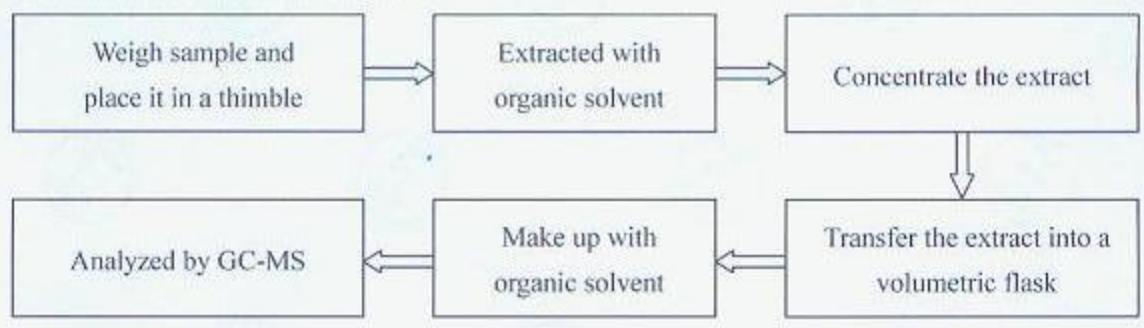 Weigh sample and
place it in a thimble
Extracted with
organic solvent
Concentrate the extract
Transfer the extract into a
volumetric flask
Make up with
organic solvent
Analyzed by GC-MS